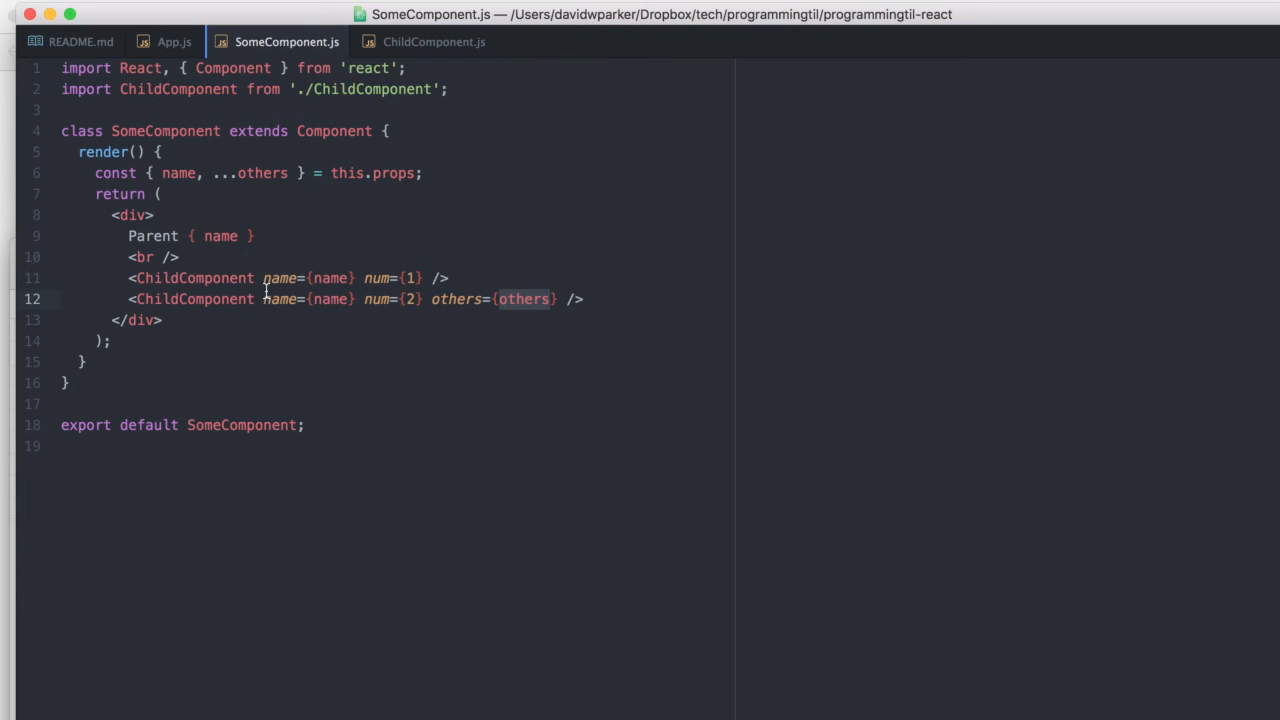 SomeComponent.js — /Users/davidwparker/Dropbox/tech/programmingtil/programmingtil-react
README.md App.js SomeComponent.js ChildComponent.js
1 import React, { Component } from 'react';
2 import ChildComponent from './ChildComponent';
3
4 class SomeComponent extends Component {
5   render() {
6     const { name, ...others } = this.props;
7     return (
8       <div>
9         Parent { name }
10         <br />
11         <ChildComponent name={name} num={1} />
12         <ChildComponent name={name} num={2} others={others} />
13       </div>
14     );
15   }
16 }
17
18 export default SomeComponent;
19